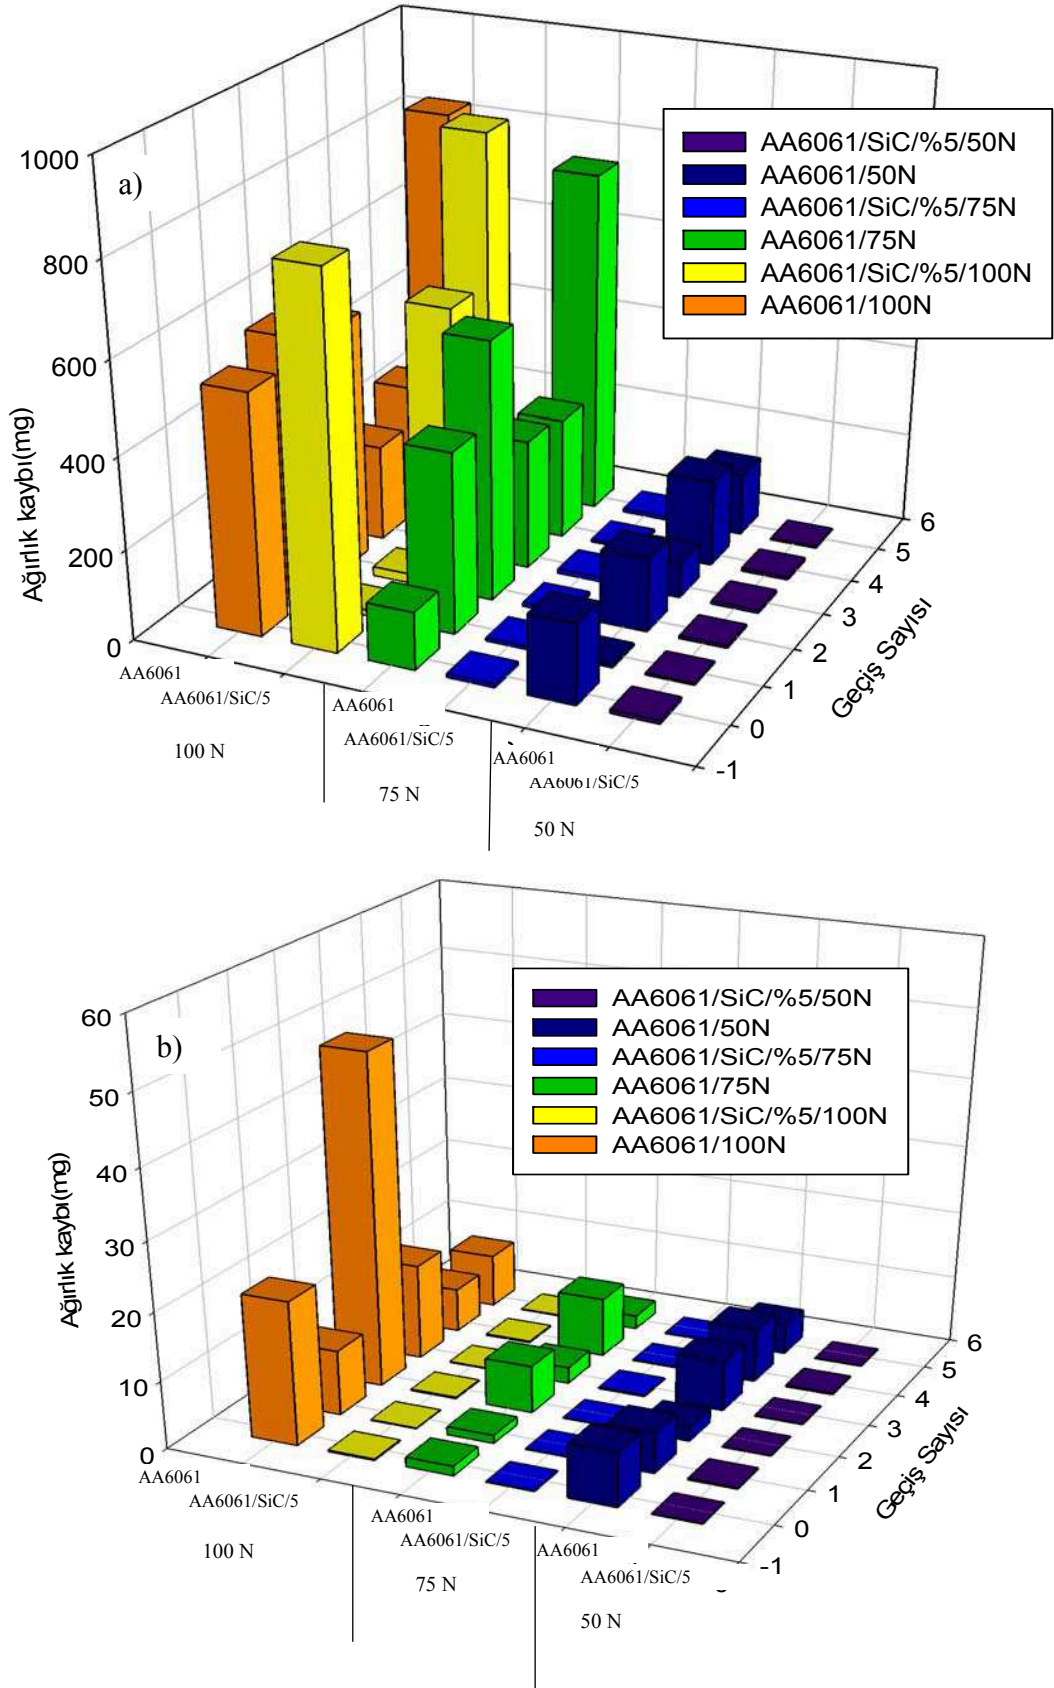 a)
AA6061/SiC/%5/50N
AA6061/50N
AA6061/SiC/%5/75N
AA6061/75N
AA6061/SiC/%5/100N
AA6061/100N
Ağırlık kaybı(mg)
1000
800
600
400
200
0
AA6061
AA6061/SiC/5
100 N
AA6061
AA6061/SiC/5
75 N
AA6061
AA6061/SiC/5
50 N
6
5
4
3
2
1
0
-1
Geçiş Sayısı
b)
AA6061/SiC/%5/50N
AA6061/50N
AA6061/SiC/%5/75N
AA6061/75N
AA6061/SiC/%5/100N
AA6061/100N
Ağırlık kaybı(mg)
60
50
40
30
20
10
0
AA6061
AA6061/SiC/5
100 N
AA6061
AA6061/SiC/5
75 N
AA6061
AA6061/SiC/5
50 N
6
5
4
3
2
1
0
-1
Geçiş Sayısı